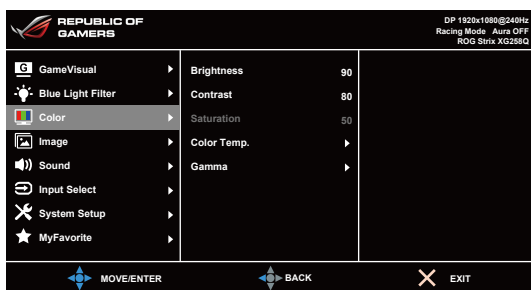 REPUBLIC OF
GAMERS
DP 1920x1080@240Hz
Racing Mode Aura OFF
ROG Strix XG258Q
G GameVisual
Blue Light Filter
Color
Image
Sound
Input Select
System Setup
MyFavorite
Brightness 90
Contrast 80
Saturation 50
Color Temp.
Gamma
MOVE/ENTER
BACK
EXIT